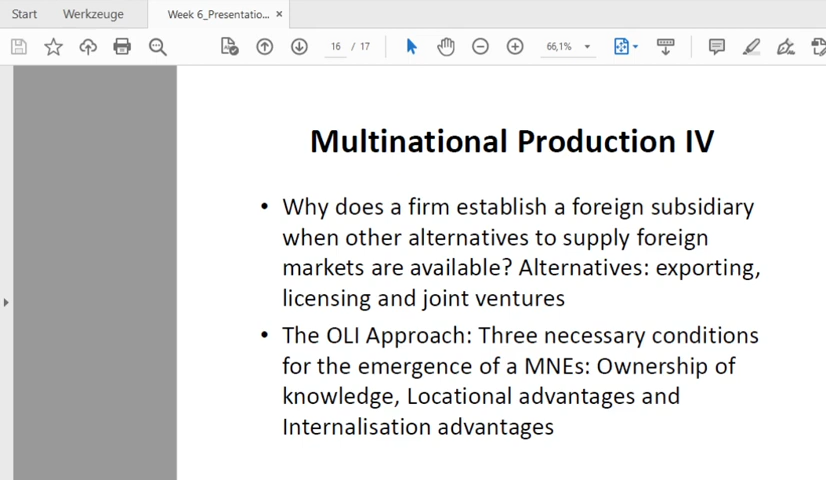 Start Werkzeuge Week 6_Presentatio... ×
16 / 17 66,1%
Multinational Production IV
• Why does a firm establish a foreign subsidiary
when other alternatives to supply foreign
markets are available? Alternatives: exporting,
licensing and joint ventures
• The OLI Approach: Three necessary conditions
for the emergence of a MNEs: Ownership of
knowledge, Locational advantages and
Internalisation advantages